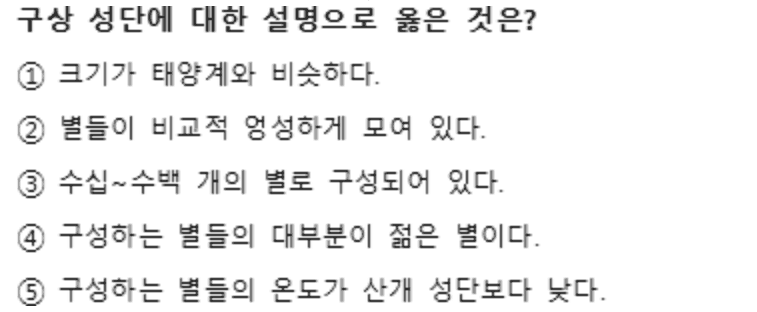 구상 성단에 대한 설명으로 옳은 것은?
① 크기가 태양계와 비슷하다.
② 별들이 비교적 엉성하게 모여 있다.
③ 수십~수백 개의 별로 구성되어 있다.
④ 구성하는 별들의 대부분이 젊은 별이다.
⑤ 구성하는 별들의 온도가 산개 성단보다 낮다.